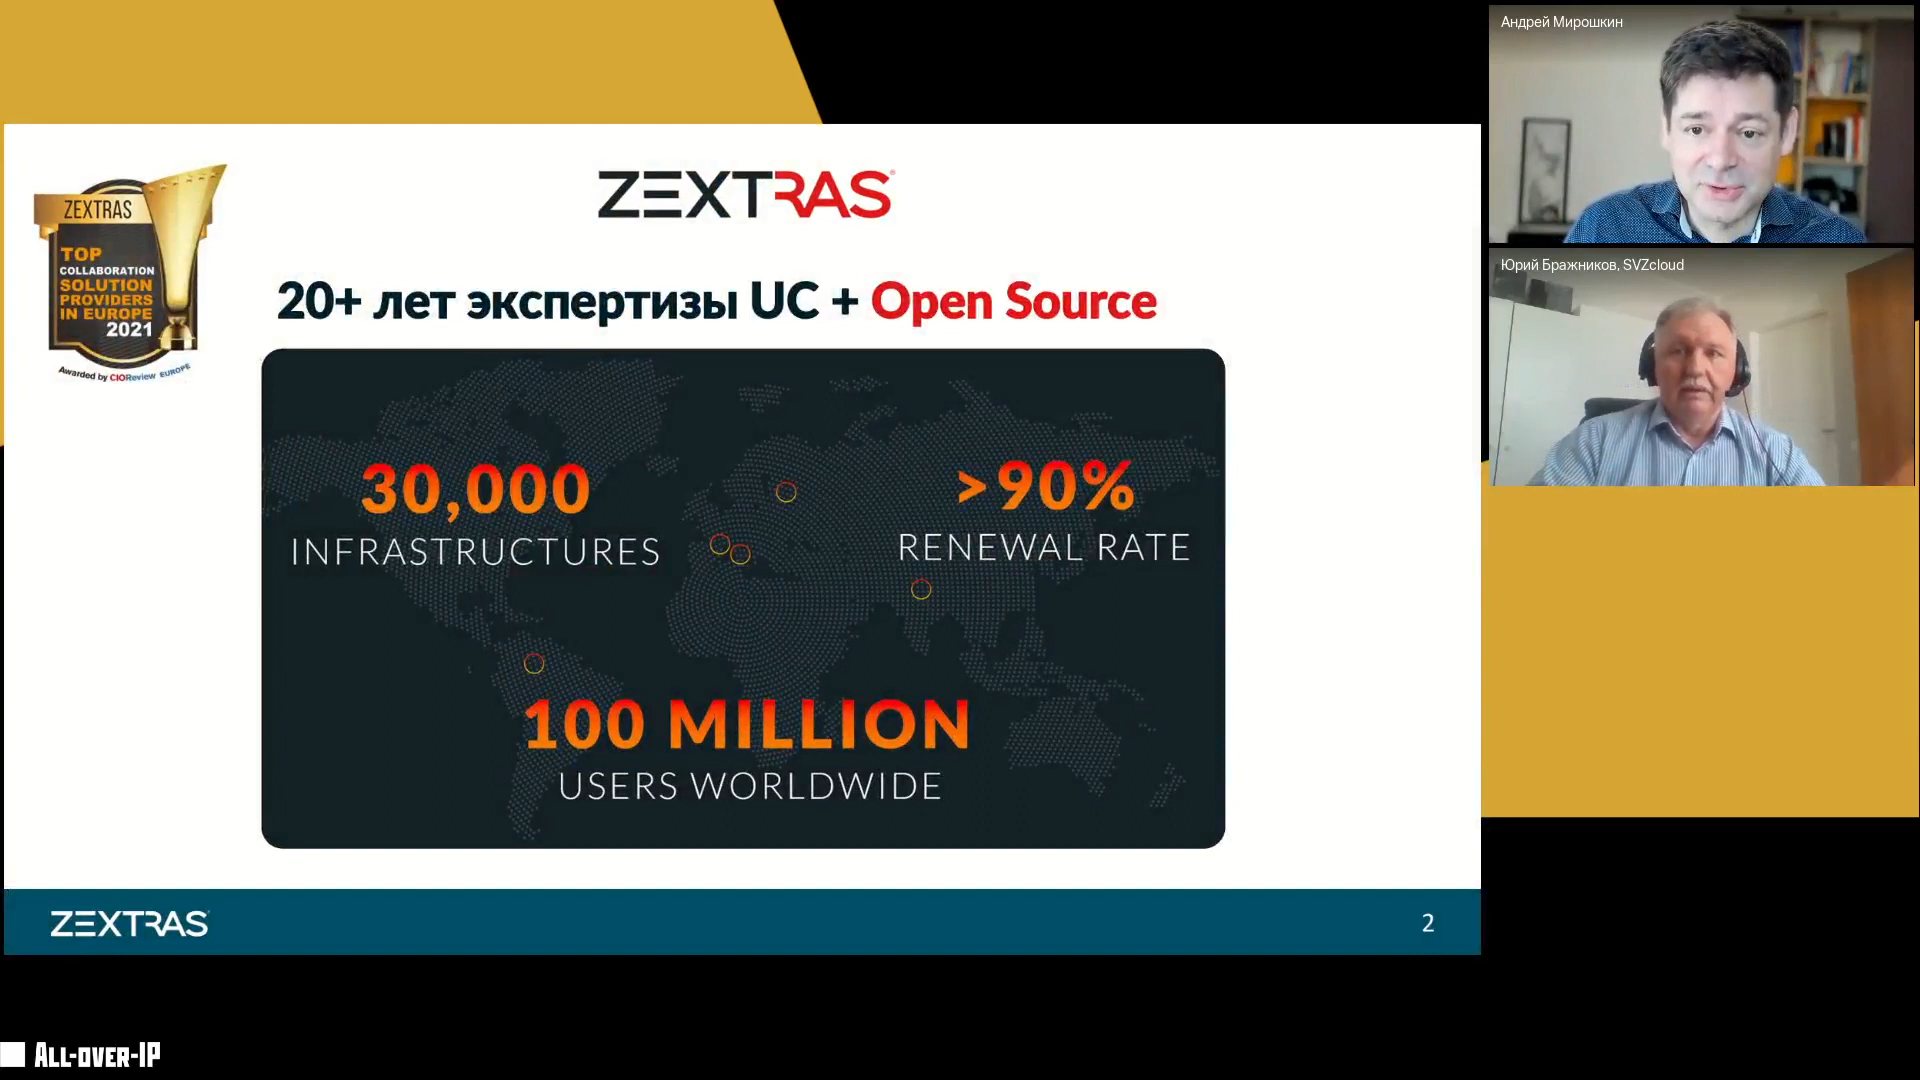 ZEXTRAS
TOP
COLLABORATION
SOLUTION
PROVIDERS
IN EUROPE
2021
Awarded by CIOReview EUROPE
ZEXTRAS
20+ лет экспертизы UC + Open Source
30,000
INFRASTRUCTURES
>90%
RENEWAL RATE
100 MILLION
USERS WORLDWIDE
ZEXTRAS
2
Андрей Мирошкин
Юрий Бражников, SVZcloud
ALL-OVER-IP